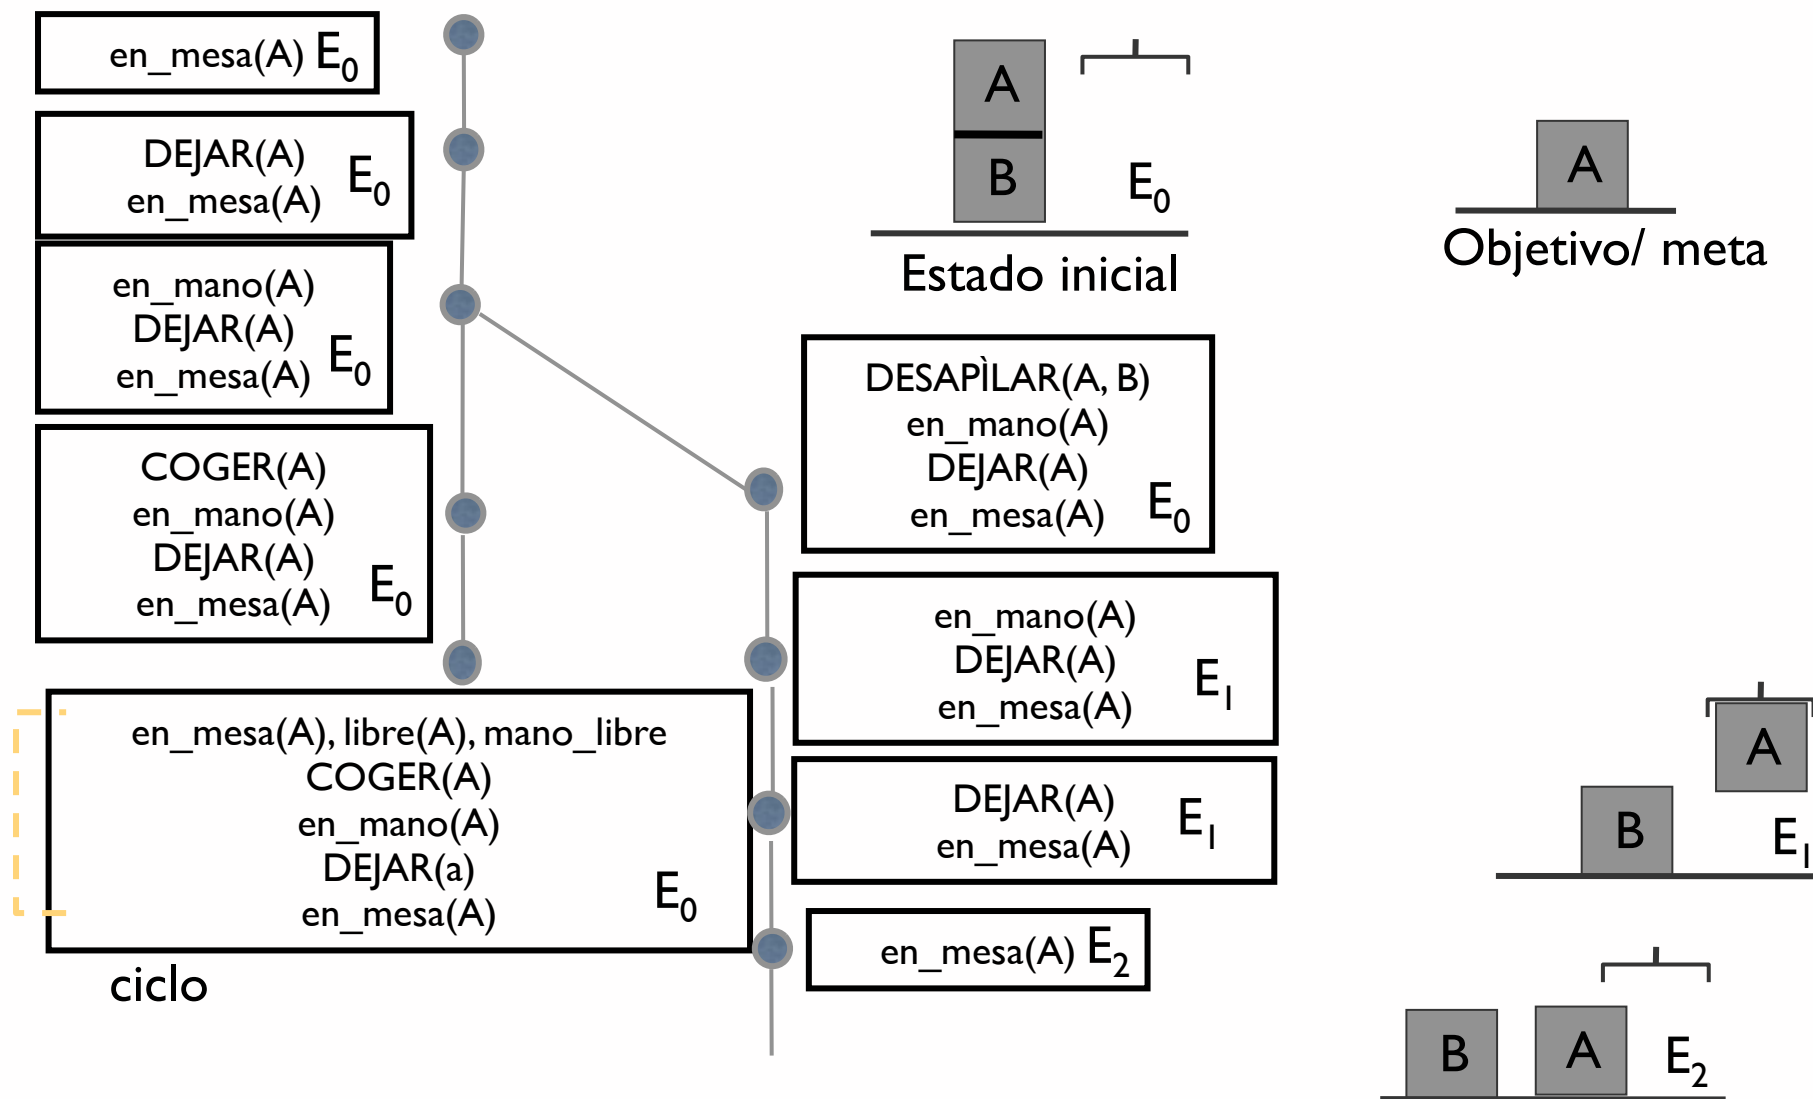 en_mesa(A) E0
DEJAR(A)
en_mesa(A) E0
en_mano(A)
DEJAR(A)
en_mesa(A) E0
COGER(A)
en_mano(A)
DEJAR(A)
en_mesa(A) E0
en_mesa(A), libre(A), mano_libre
COGER(A)
en_mano(A)
DEJAR(a)
en_mesa(A) E0
ciclo
A
B
E0
Estado inicial
A
Objetivo/ meta
DESAPÌLAR(A, B)
en_mano(A)
DEJAR(A)
en_mesa(A) E0
en_mano(A)
DEJAR(A)
en_mesa(A) E1
DEJAR(A)
en_mesa(A) E1
en_mesa(A) E2
A
B
E1
B A E2